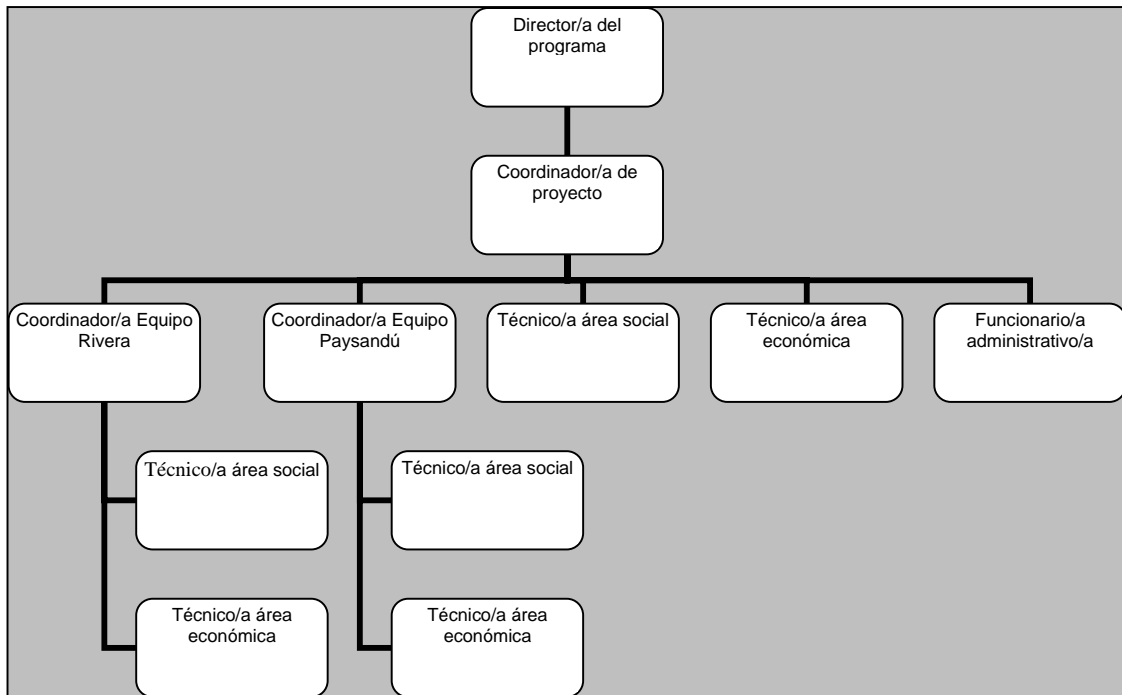 Director/a del
programa
Coordinador/a de
proyecto
Coordinador/a Equipo
Rivera
Coordinador/a Equipo
Paysandú
Técnico/a área social
Técnico/a área
económica
Funcionario/a
administrativo/a
Técnico/a área social
Técnico/a área social
Técnico/a área
económica
Técnico/a área
económica